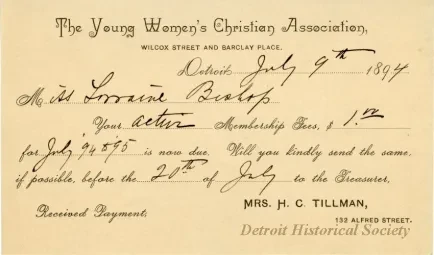 The Young Women's Christian Association,
WILCOX STREET AND BARCLAY PLACE.
Detroit July 9th 1894
Miss Lorraine Bishop
Your active Membership Fees, $ 1.00
for July '94 & 95 is now due. Will you kindly send the same,
if possible, before the 20th of July to the Treasurer,
Received Payment,
MRS. H. C. TILLMAN,
132 ALFRED STREET.
Detroit Historical Society